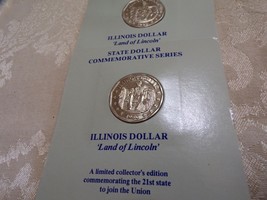 ILLINOIS DOLLAR
'Land of Lincoln'
STATE DOLLAR
COMMEMORATIVE SERIES
ILLINOIS DOLLAR
'Land of Lincoln'
A limited collector's edition
commemorating the 21st state
to join the Union